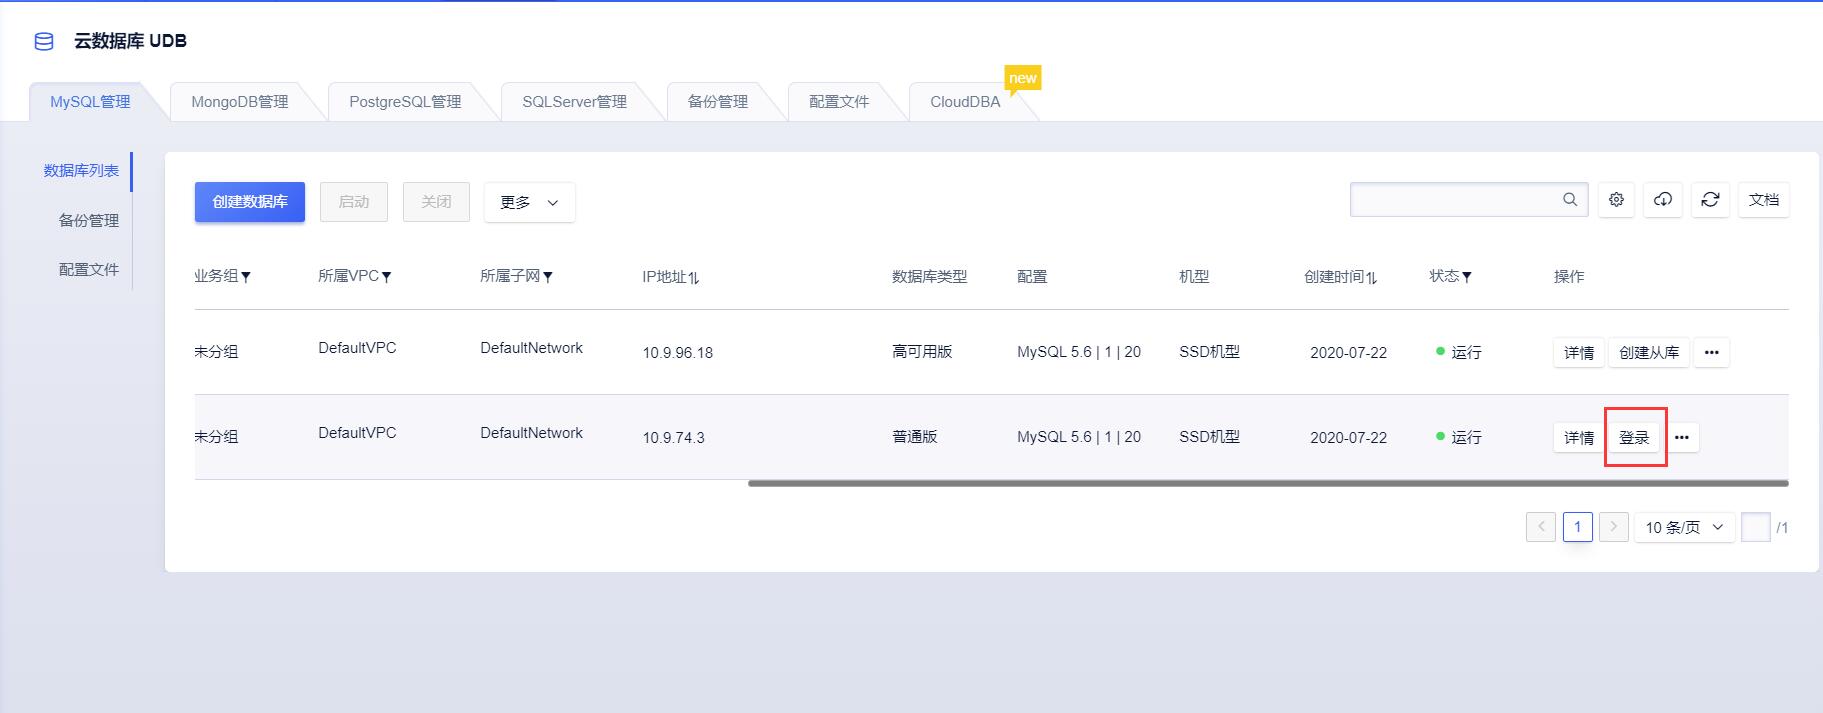 云数据库 UDB
new
MySQL管理 MongoDB管理 PostgreSQL管理 SQLServer管理 备份管理 配置文件 CloudDBA
数据库列表
备份管理
配置文件
创建数据库 启动 关闭 更多 文档
业务组 所属VPC 所属子网 IP地址 数据库类型 配置 机型 创建时间 状态 操作
未分组 DefaultVPC DefaultNetwork 10.9.96.18 高可用版 MySQL 5.6 | 1 | 20 SSD机型 2020-07-22 运行 详情 创建从库 •••
未分组 DefaultVPC DefaultNetwork 10.9.74.3 普通版 MySQL 5.6 | 1 | 20 SSD机型 2020-07-22 运行 详情 登录 •••
1 10 条/页 /1